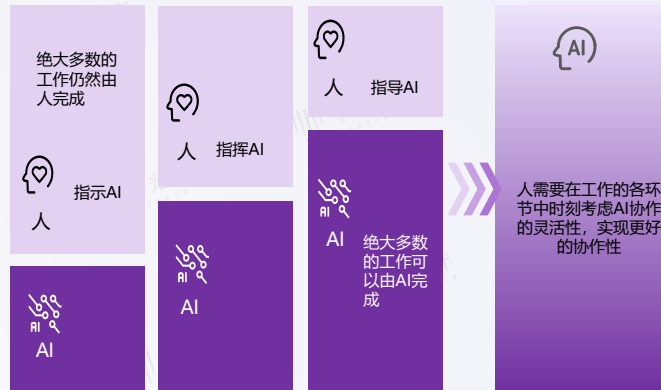 绝大多数的
工作仍然由
人完成
指示AI
人
AI
AI
人
指挥AI
AI
AI
人
指导AI
AI
AI
绝大多数
的工作可
以由AI完
成
AI
人需要在工作的各环
节中时刻考虑AI协作
的灵活性，实现更好
的协作性